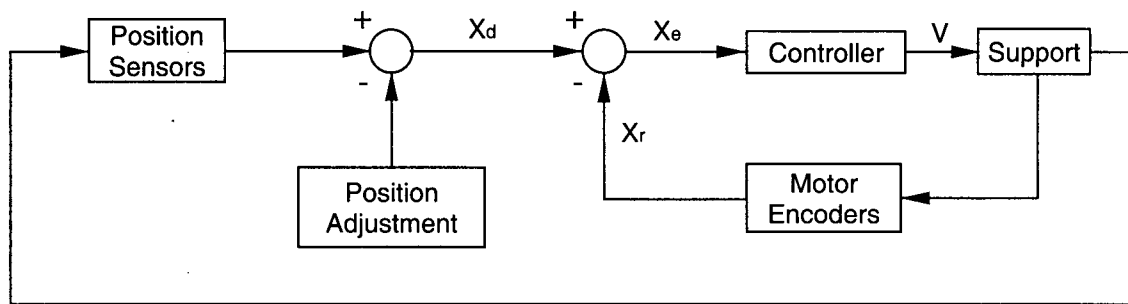 Position
Sensors
+
-
Xd
Position
Adjustment
+
-
Xe
Xr
Controller
V
Support
Motor
Encoders